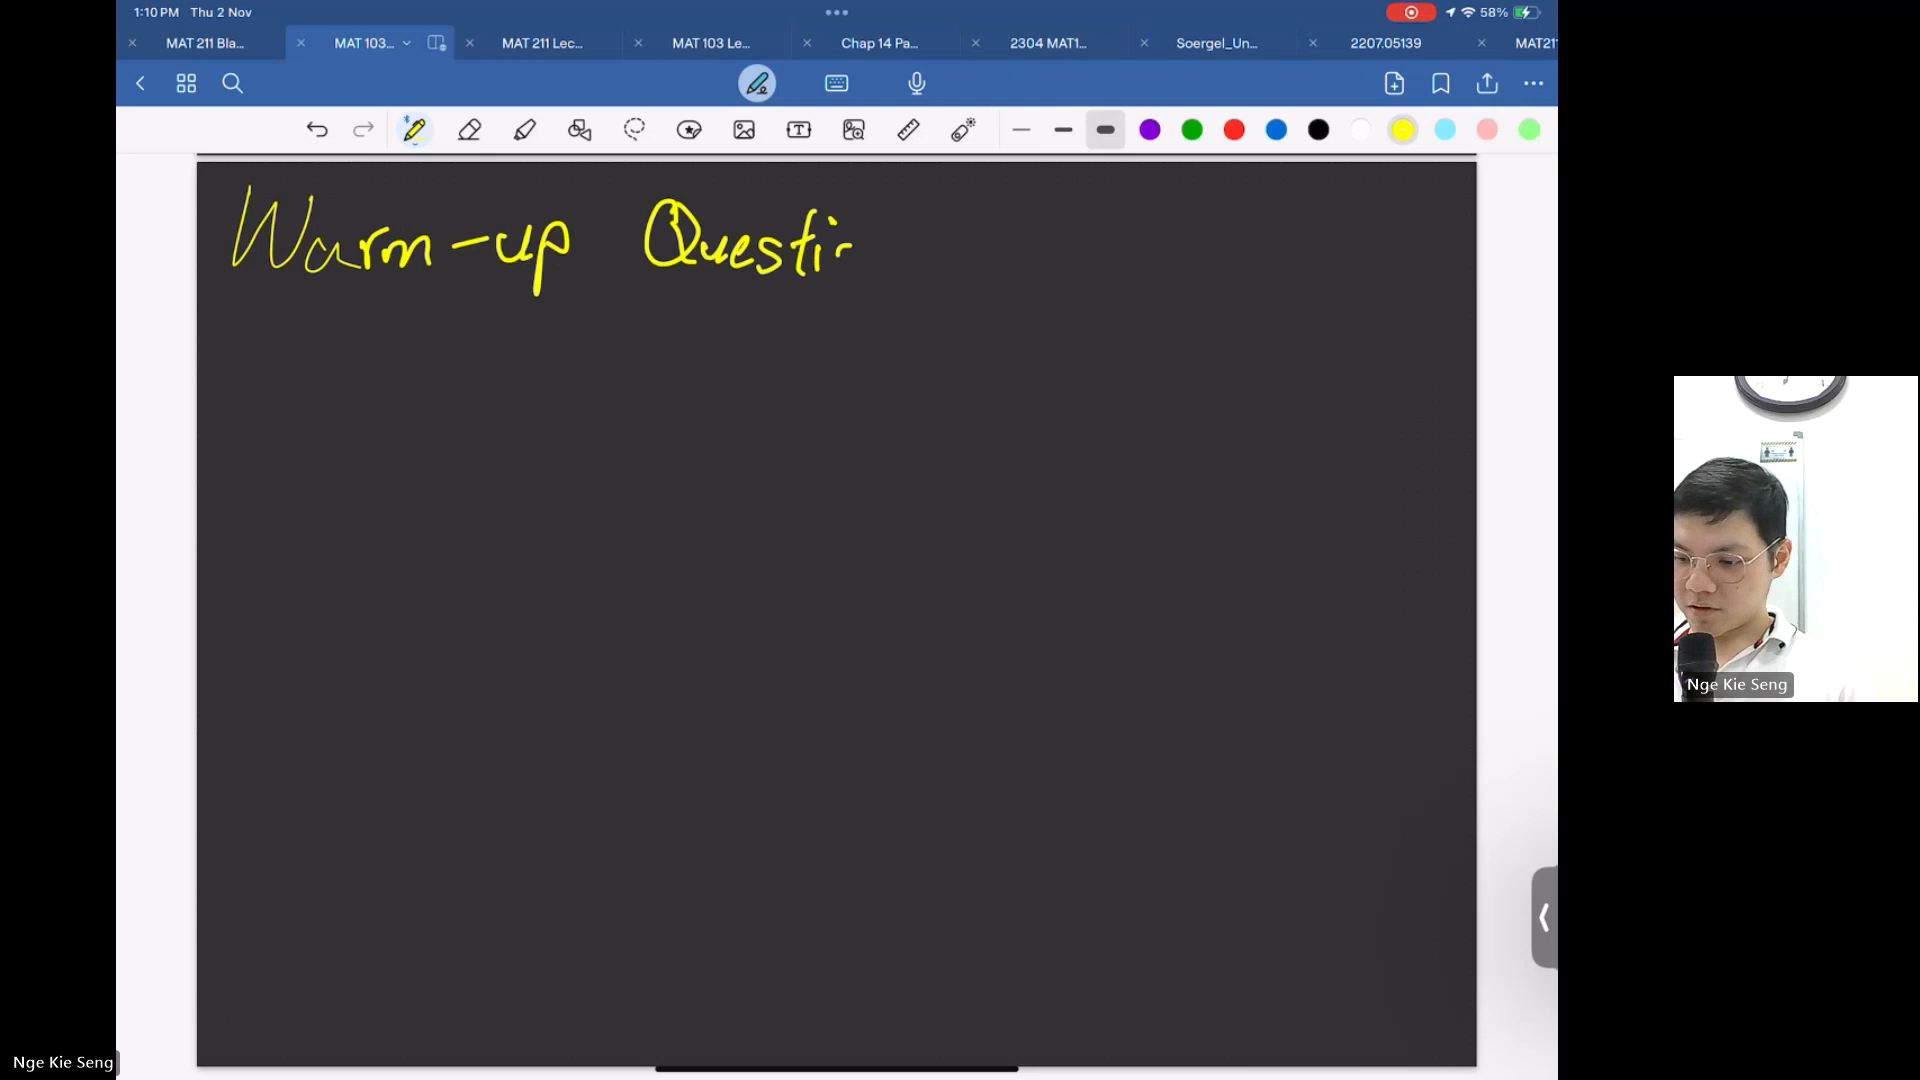 1:10 PM Thu 2 Nov
58%
MAT 211 Bla...
MAT 103...
MAT 211 Lec...
MAT 103 Le...
Chap 14 Pa...
2304 MAT1...
Soergel_Un...
2207.05139
MAT21
Warm-up Questin
Nge Kie Seng
Nge Kie Seng